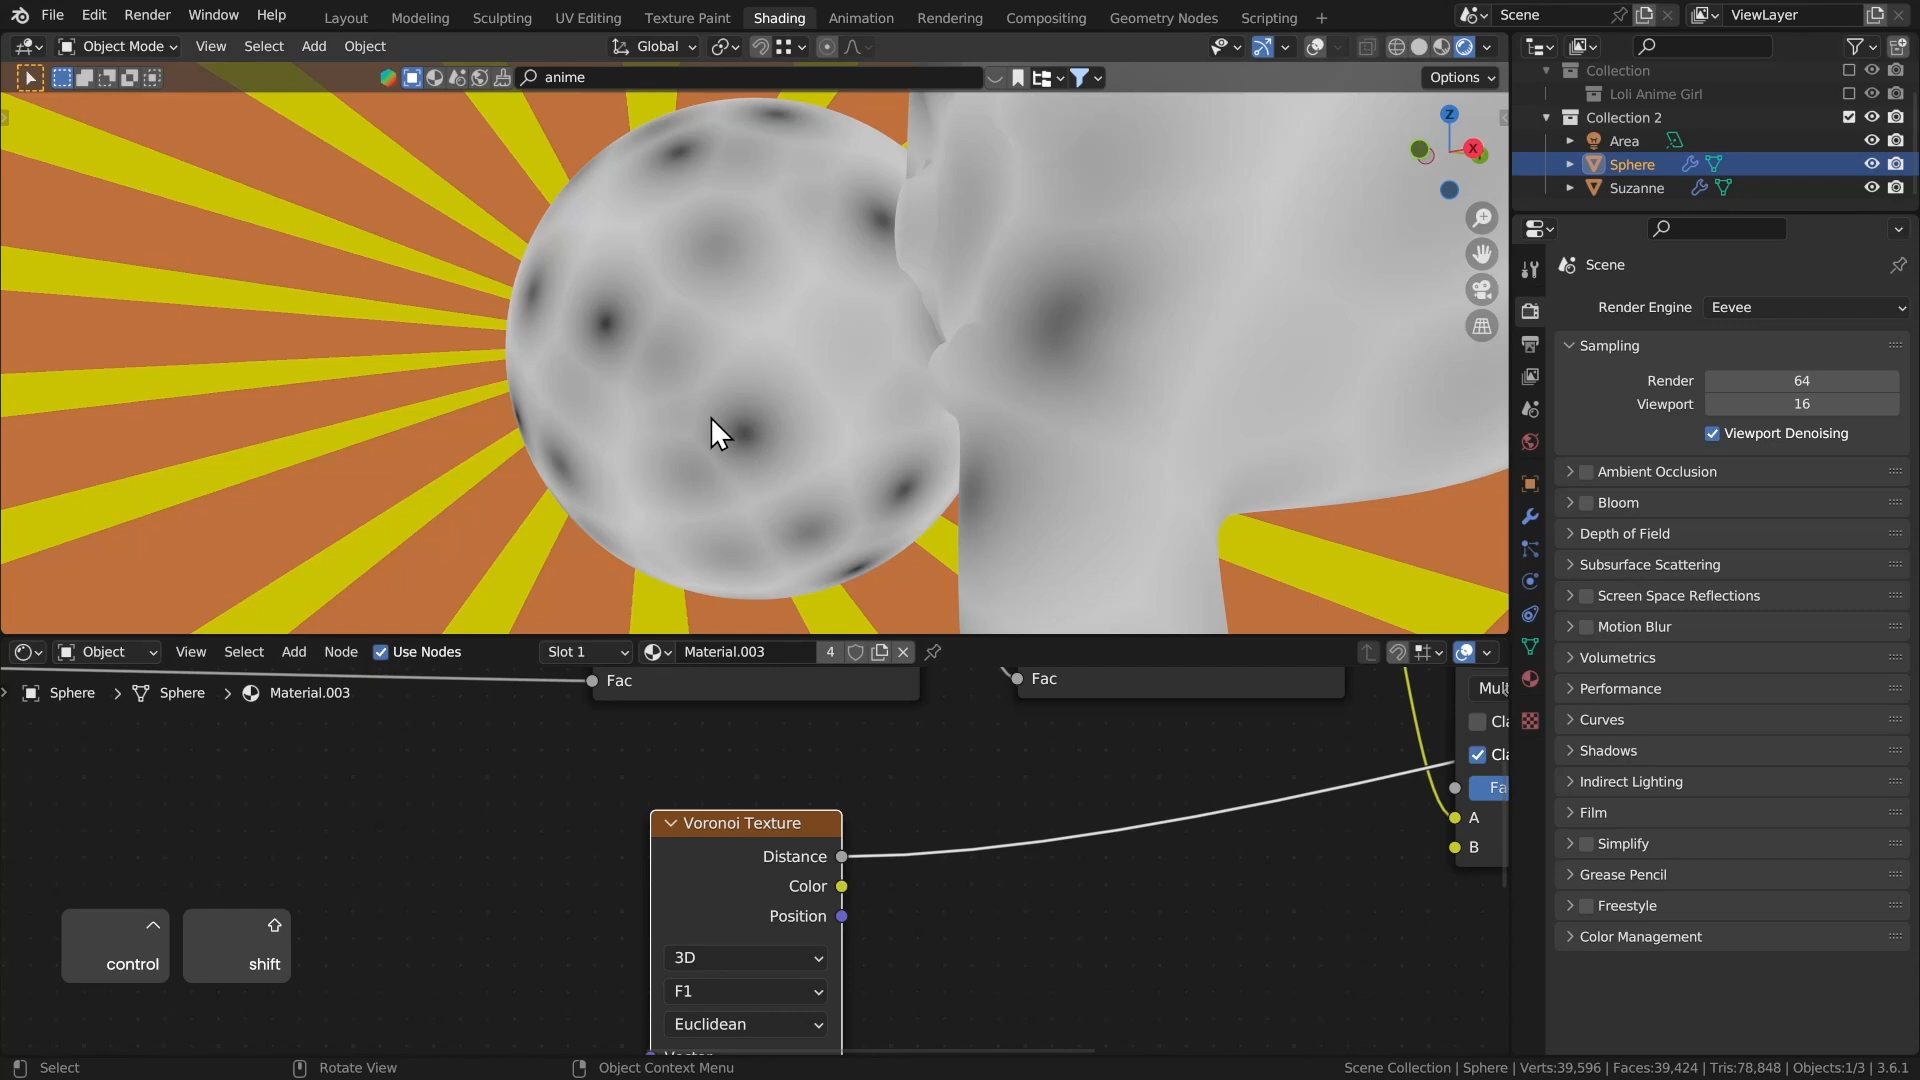 File Edit Render Window Help Layout Modeling Sculpting UV Editing Texture Paint Shading Animation Rendering Compositing Geometry Nodes Scripting Scene ViewLayer
Object Mode View Select Add Object Global
anime Options
Collection
Loli Anime Girl
Collection 2
Area
Sphere
Suzanne
Z
X
Scene
Render Engine Eevee
Sampling
Render 64
Viewport 16
Viewport Denoising
Ambient Occlusion
Bloom
Depth of Field
Subsurface Scattering
Screen Space Reflections
Motion Blur
Volumetrics
Performance
Curves
Shadows
Indirect Lighting
Film
Simplify
Grease Pencil
Freestyle
Color Management
Object View Select Add Node Use Nodes Slot 1 Material.003 4
Sphere Sphere Material.003
Fac
Fac
Voronoi Texture
Distance
Color
Position
3D
F1
Euclidean
A
B
control shift
Select Rotate View Object Context Menu Scene Collection | Sphere | Verts:39,596 | Faces:39,424 | Tris:78,848 | Objects:1/3 | 3.6.1